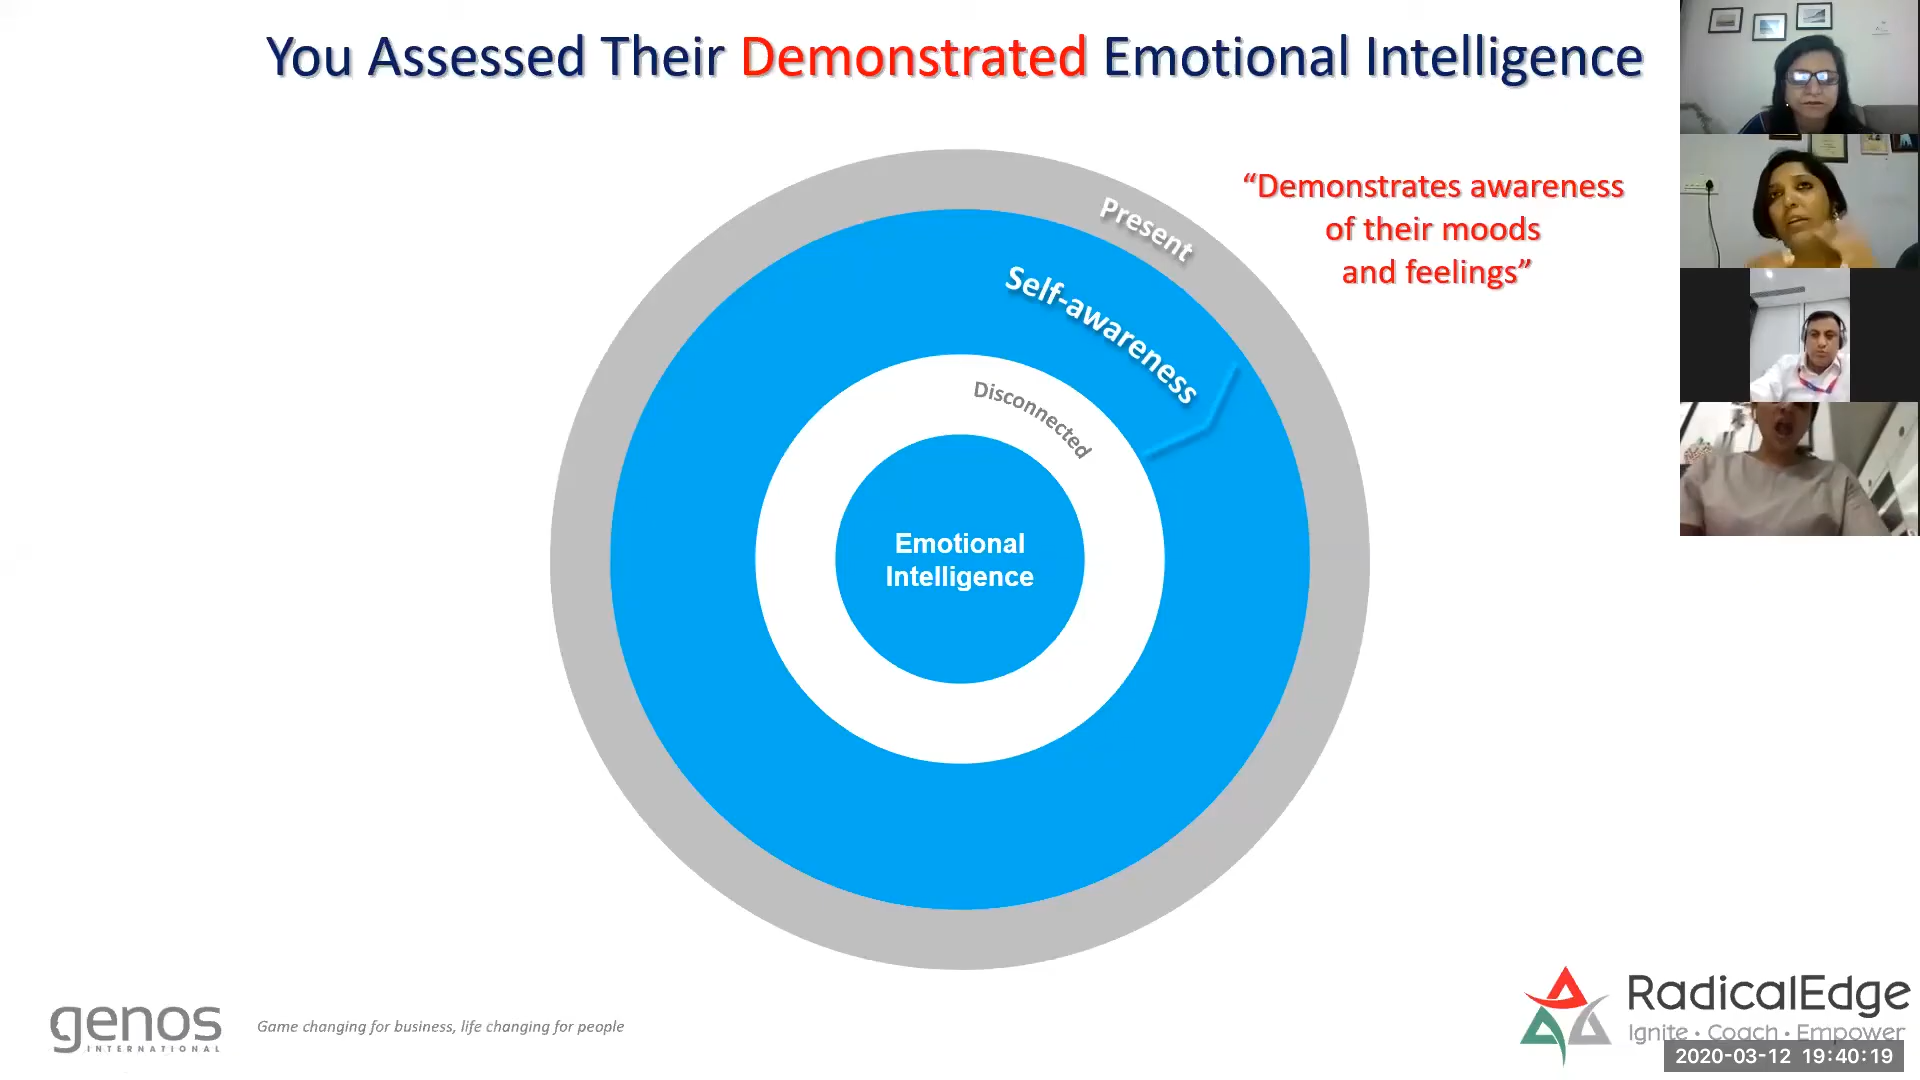 You Assessed Their Demonstrated Emotional Intelligence
“Demonstrates awareness
of their moods
and feelings”
Present
Self-awareness
Disconnected
Emotional
Intelligence
genos
INTERNATIONAL
Game changing for business, life changing for people
RadicalEdge
Ignite • Coach • Empower
2020-03-12 19:40:19